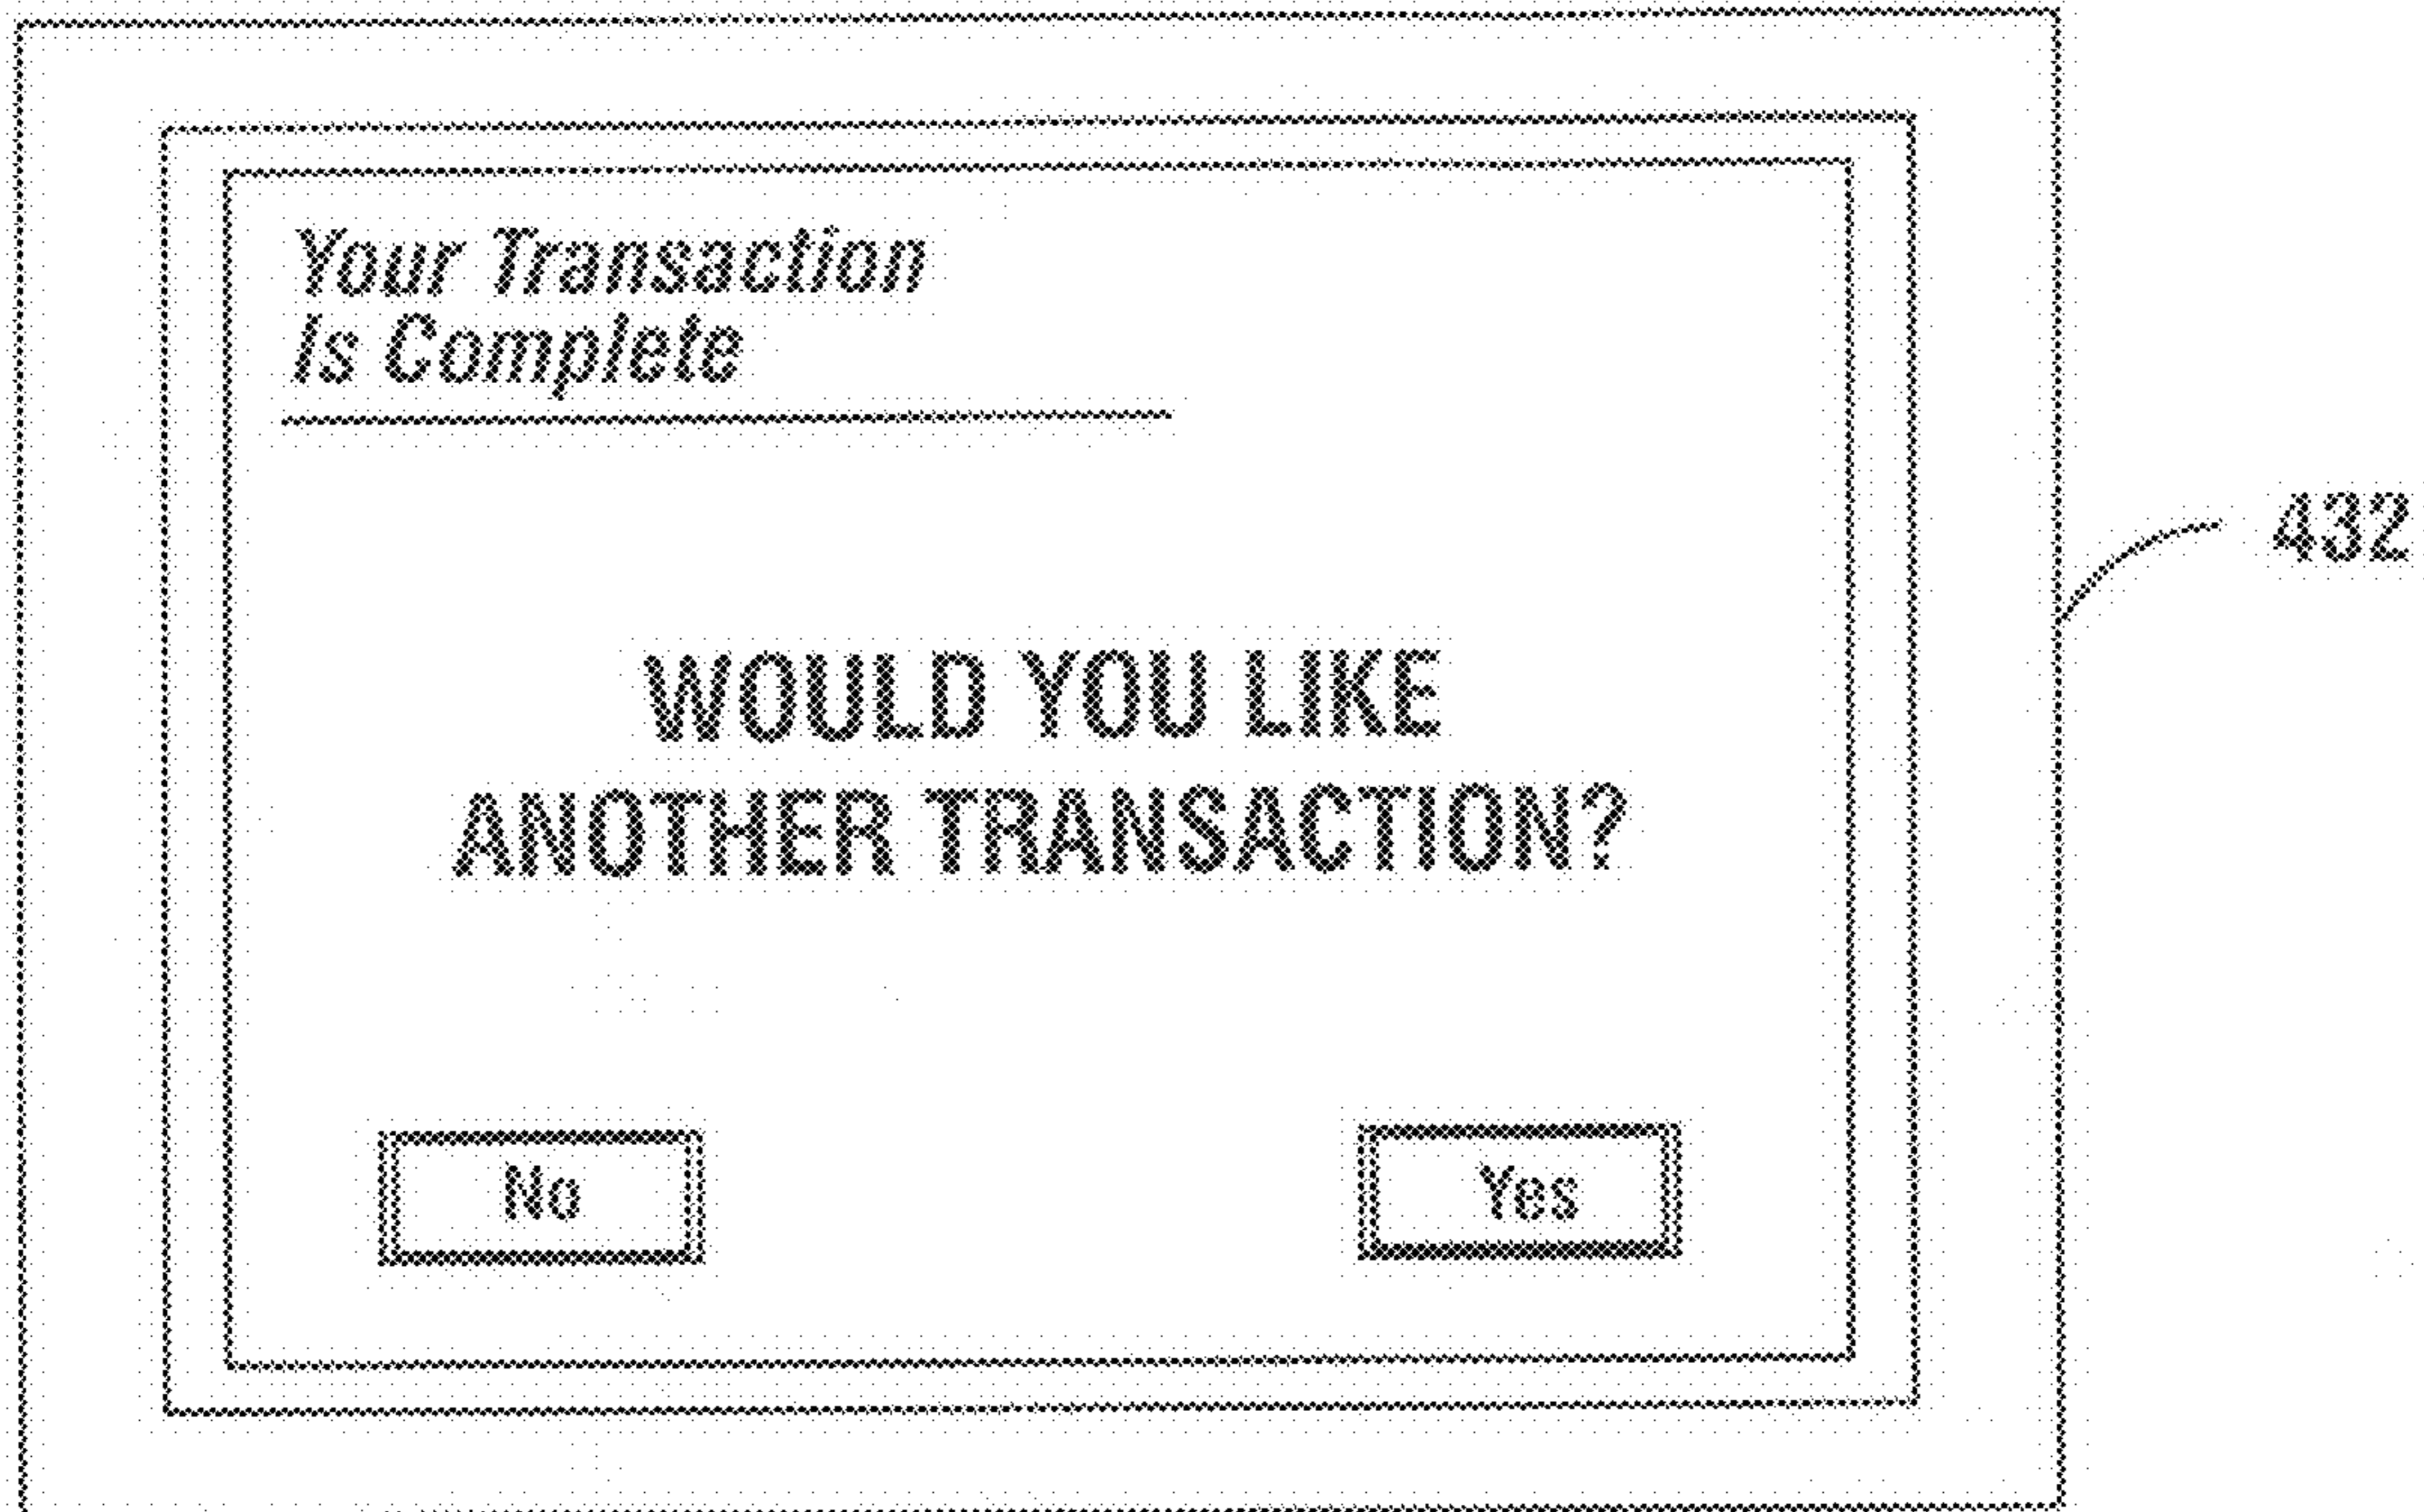 Your Transaction
Is Complete
432
WOULD YOU LIKE
ANOTHER TRANSACTION?
No
Yes